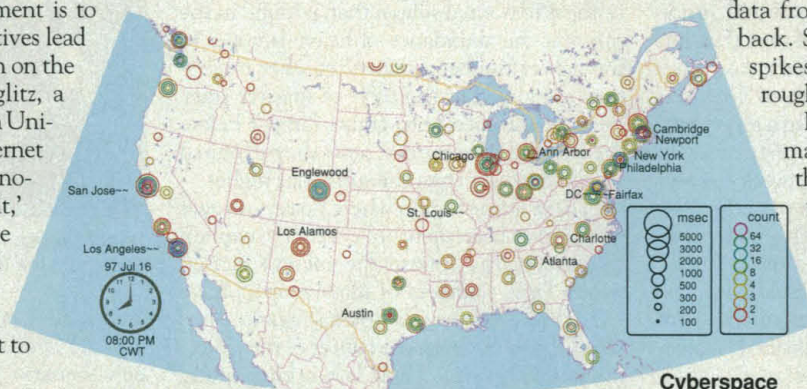 ment is to
tives lead
n on the
glitz, a
n Uni-
ernet
no-
t,'
e
t to
data fro
back. S
spikes
roug
ma
th
Cambridge
Newport
Chicago
Ann Arbor
New York
Philadelphia
Englewood
San Jose~~
DC~~Fairfax
St. Louis~~
Los Alamos
Charlotte
Los Angeles~~
Atlanta
97 Jul 16
12
08:00 PM
CWT
Austin
msec
5000
3000
2000
1000
500
300
200
100
count
64
32
16
8
4
3
2
1
Cyberspace